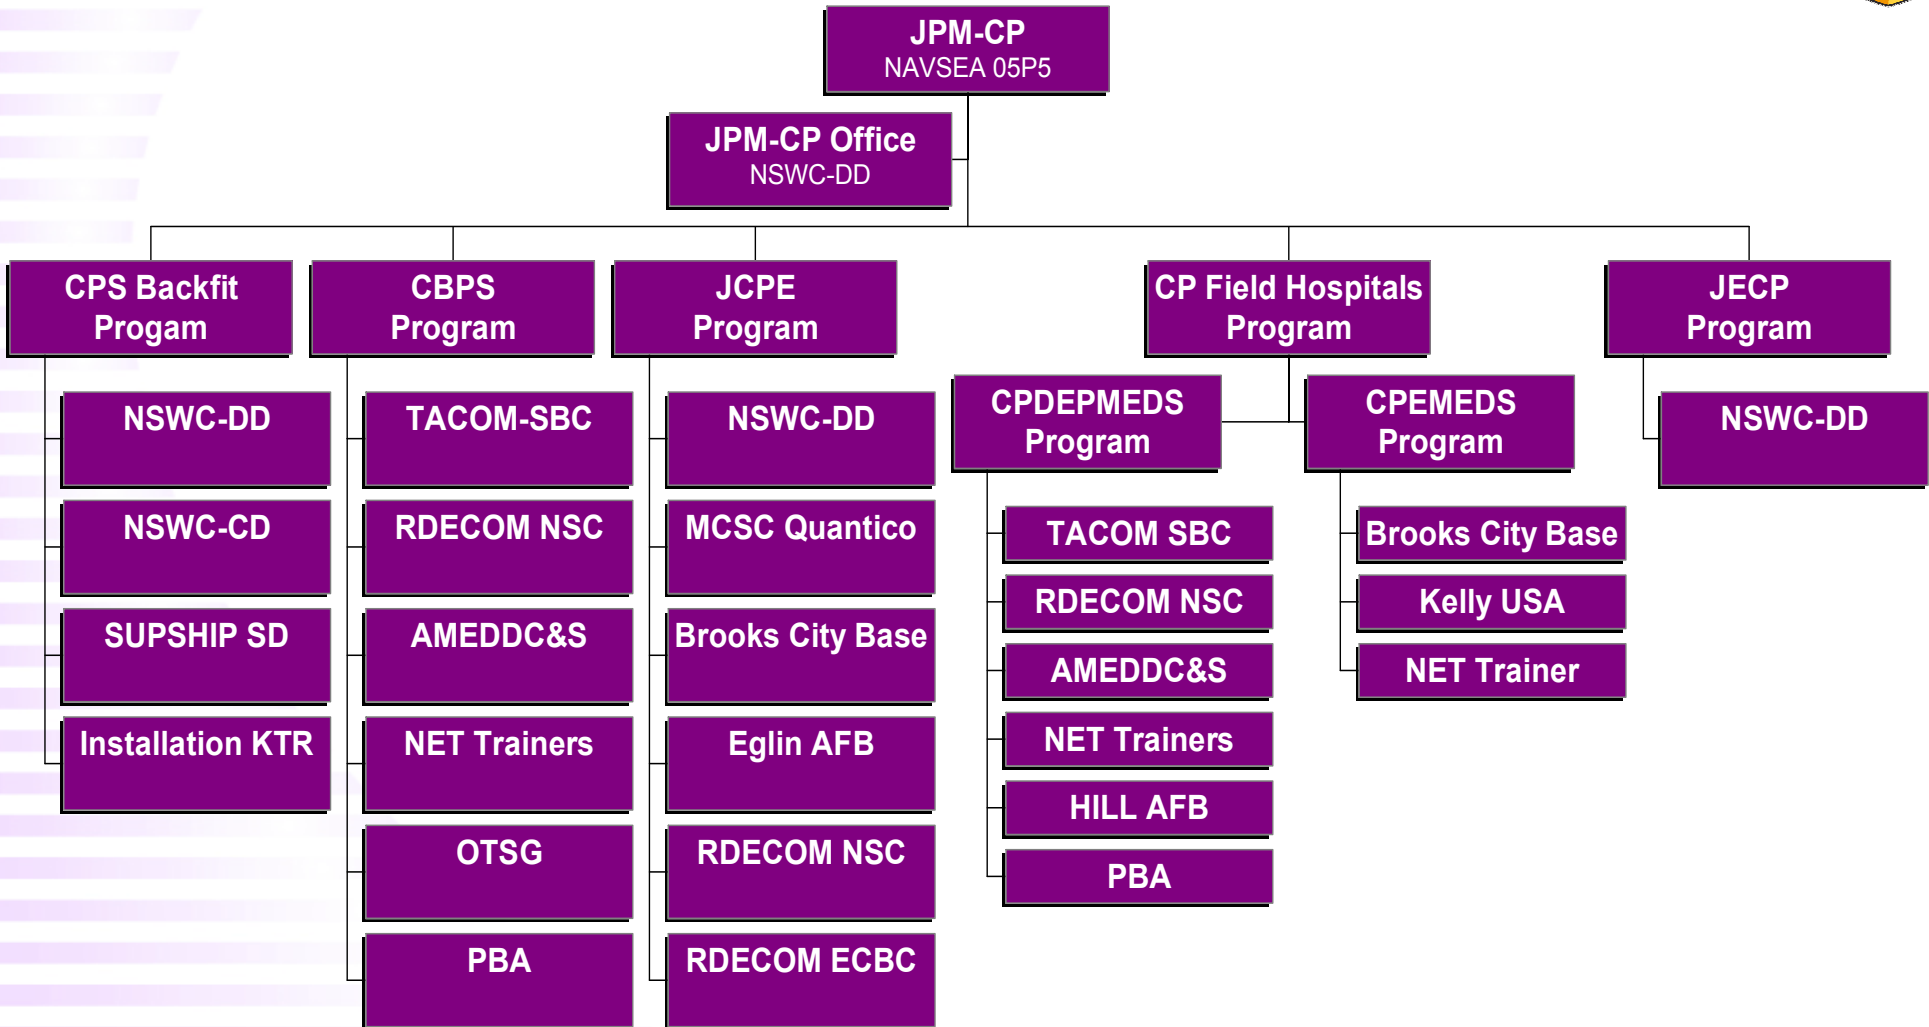 JPM-CP
NAVSEA 05P5
JPM-CP Office
NSWC-DD
CPS Backfit
Progam
CBPS
Program
JCPE
Program
CP Field Hospitals
Program
JECP
Program
NSWC-DD
NSWC-CD
SUPSHIP SD
Installation KTR
TACOM-SBC
RDECOM NSC
AMEDDC&S
NET Trainers
OTSG
PBA
NSWC-DD
MCSC Quantico
Brooks City Base
Eglin AFB
RDECOM NSC
RDECOM ECBC
CPDEPMEDS
Program
TACOM SBC
RDECOM NSC
AMEDDC&S
NET Trainers
HILL AFB
PBA
CPEMEDS
Program
Brooks City Base
Kelly USA
NET Trainer
NSWC-DD